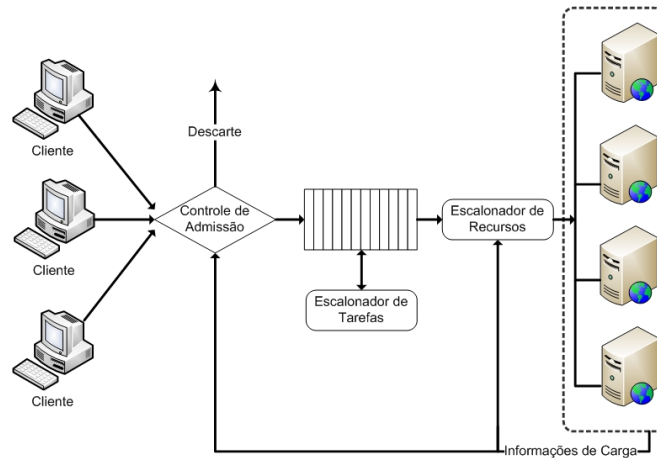 Descarte
Cliente
Controle de
Admissão
Escalonador de
Recursos
Cliente
Escalonador de
Tarefas
Cliente
Informações de Carga